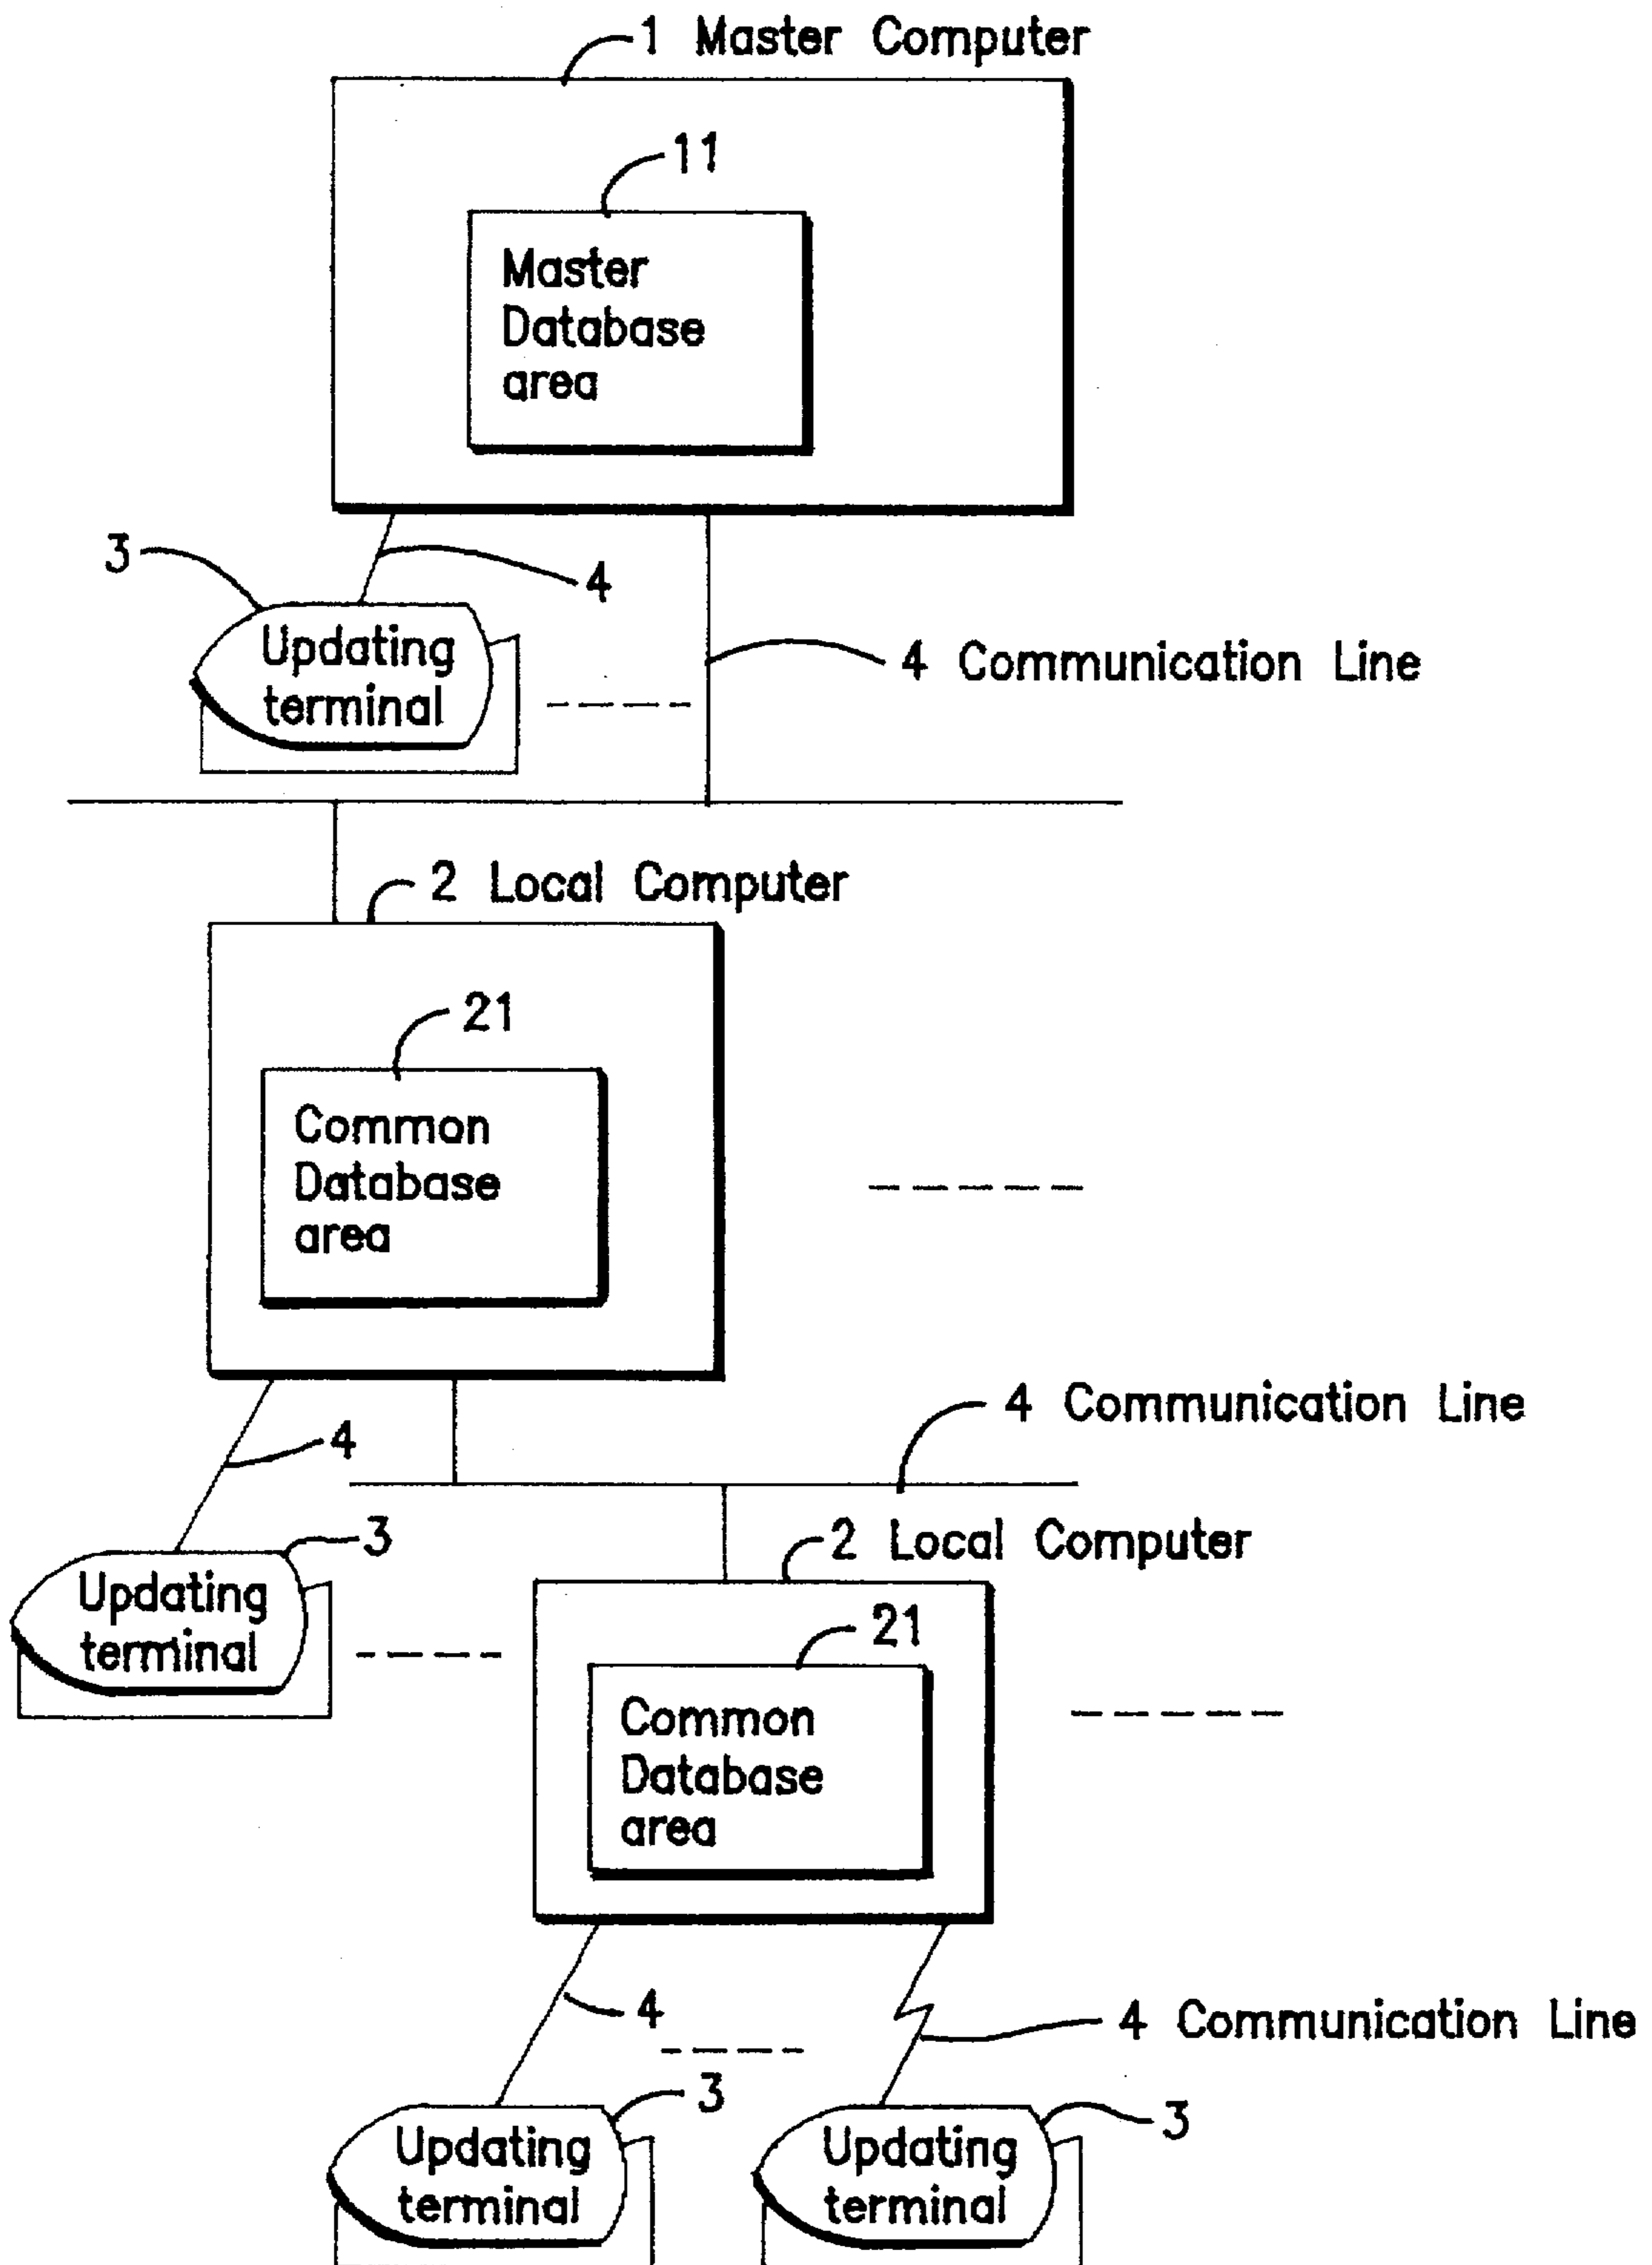 1 Master Computer
11
Master
Database
area
3
4
Updating
terminal
4 Communication Line
2 Local Computer
21
Common
Database
area
4
4 Communication Line
3
Updating
terminal
2 Local Computer
21
Common
Database
area
4
4 Communication Line
3
Updating
terminal
3
Updating
terminal